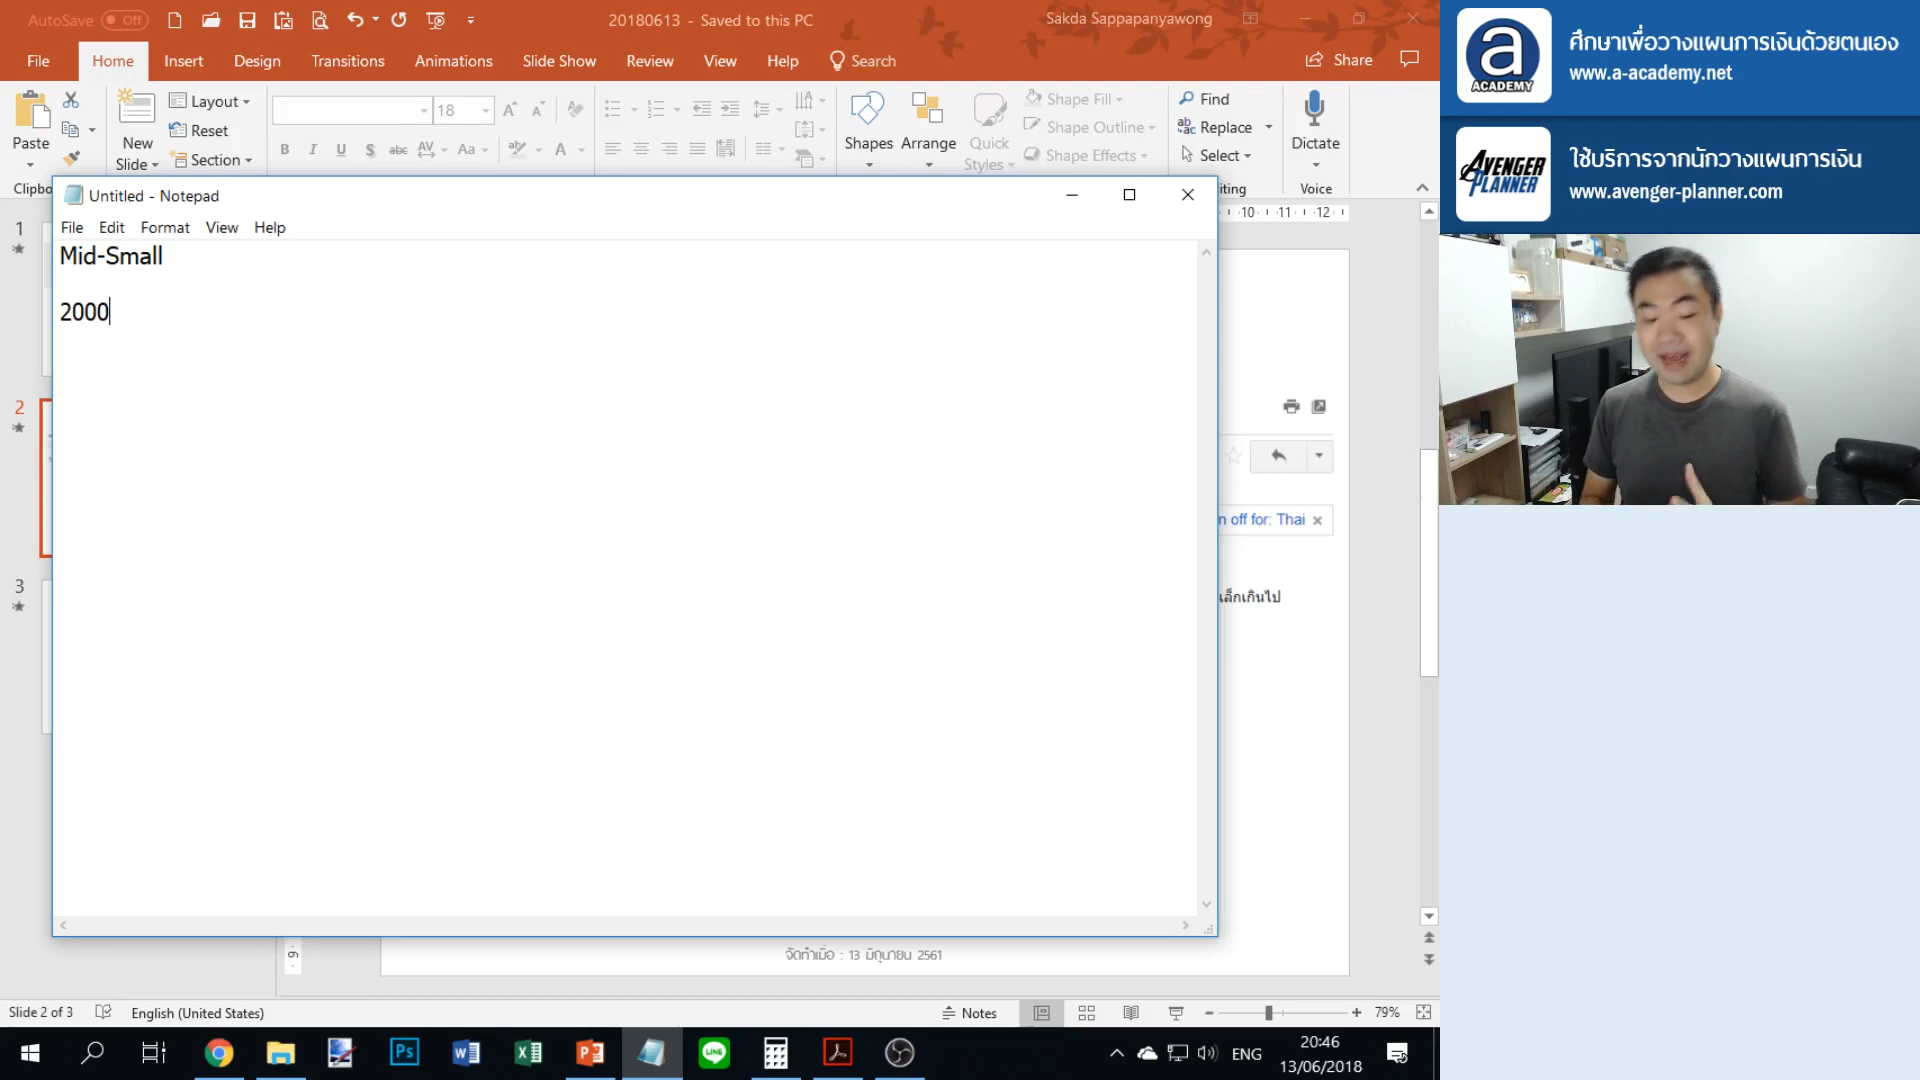 AutoSave Off
20180613 - Saved to this PC
Sakda Sappapanyawong
File Home Insert Design Transitions Animations Slide Show Review View Help Search
Share
Paste
New
Slide
Layout
Reset
Section
18
Shapes
Arrange
Quick
Styles
Shape Fill
Shape Outline
Shape Effects
Find
Replace
Select
Dictate
Clipbo
iting
Voice
Untitled - Notepad
File Edit Format View Help
Mid-Small
2000
10 11 12
1
2
3
n off for: Thai
เล็กเกินไป
จัดทำเมื่อ : 13 มิถุนายน 2561
Slide 2 of 3
English (United States)
Notes
79%
ENG
20:46
13/06/2018
a
ACADEMY
ศึกษาเพื่อวางแผนการเงินด้วยตนเอง
www.a-academy.net
AVENGER
PLANNER
ใช้บริการจากนักวางแผนการเงิน
www.avenger-planner.com